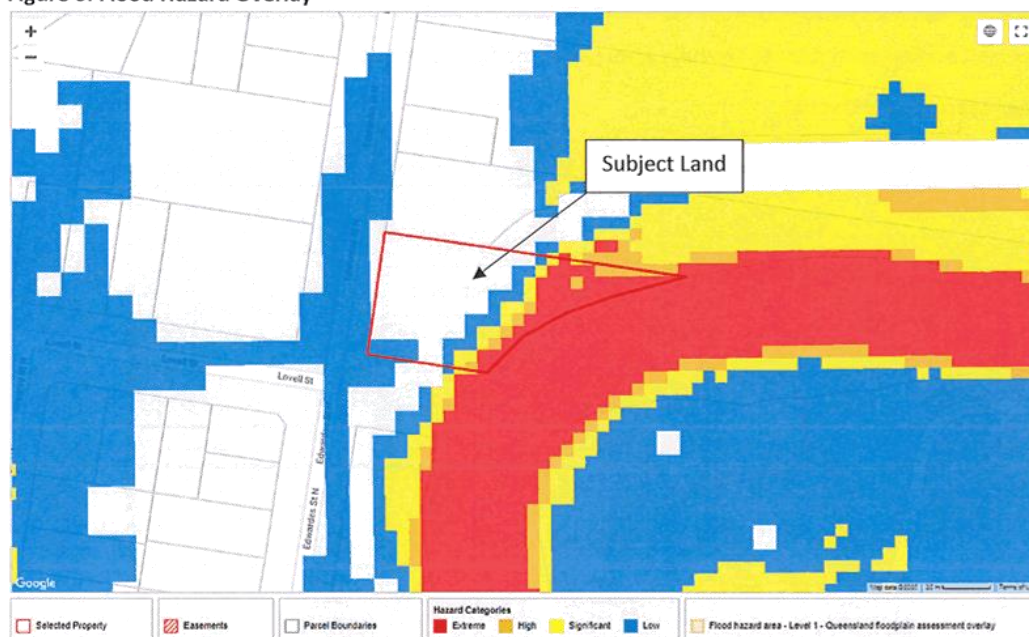 +
−
Subject Land
Lovell St
Edwardes St N
Google
Selected Property
Easements
Parcel Boundaries
Hazard Categories
Extreme
High
Significant
Low
Flood hazard area - Level 1 - Queensland floodplain assessment overlay